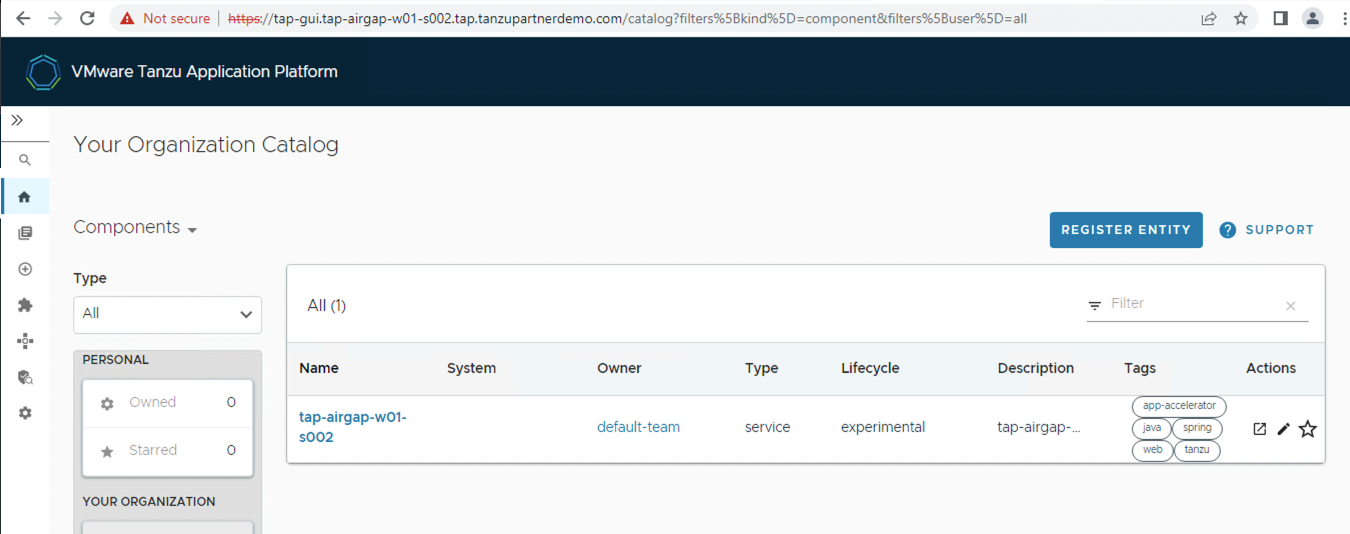 Not secure https://tap-gui.tap-airgap-w01-s002.tap.tanzupartnerdemo.com/catalog?filters%5Bkind%5D=component&filters%5Buser%5D=all
VMware Tanzu Application Platform
Your Organization Catalog
Components
REGISTER ENTITY
? SUPPORT
Type
All
PERSONAL
Owned 0
Starred 0
YOUR ORGANIZATION
All (1)
Filter
Name System Owner Type Lifecycle Description Tags Actions
tap-airgap-w01-
s002
default-team service experimental tap-airgap-...
app-accelerator
java spring
web tanzu